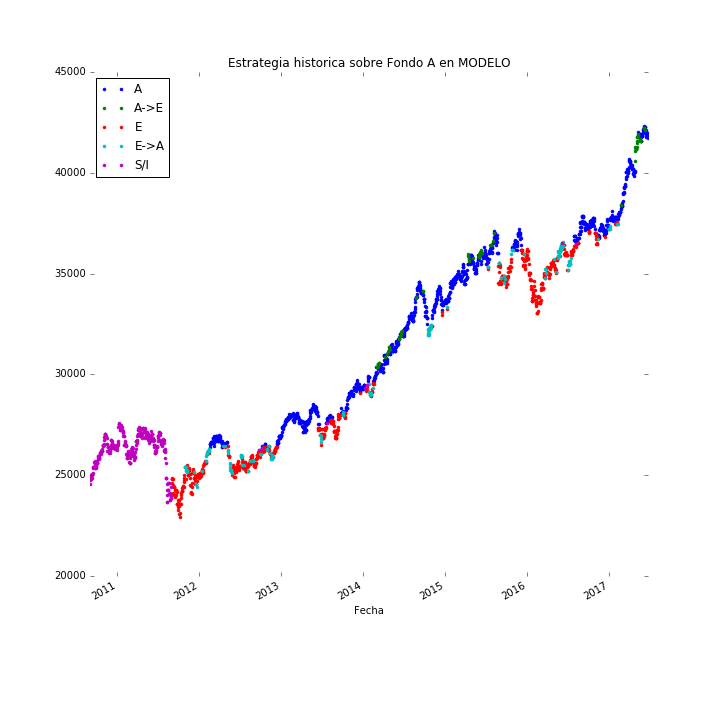 Estrategia historica sobre Fondo A en MODELO
45000
40000
35000
30000
25000
20000
A
A->E
E
E->A
S/I
2011
2012
2013
2014
2015
2016
2017
Fecha